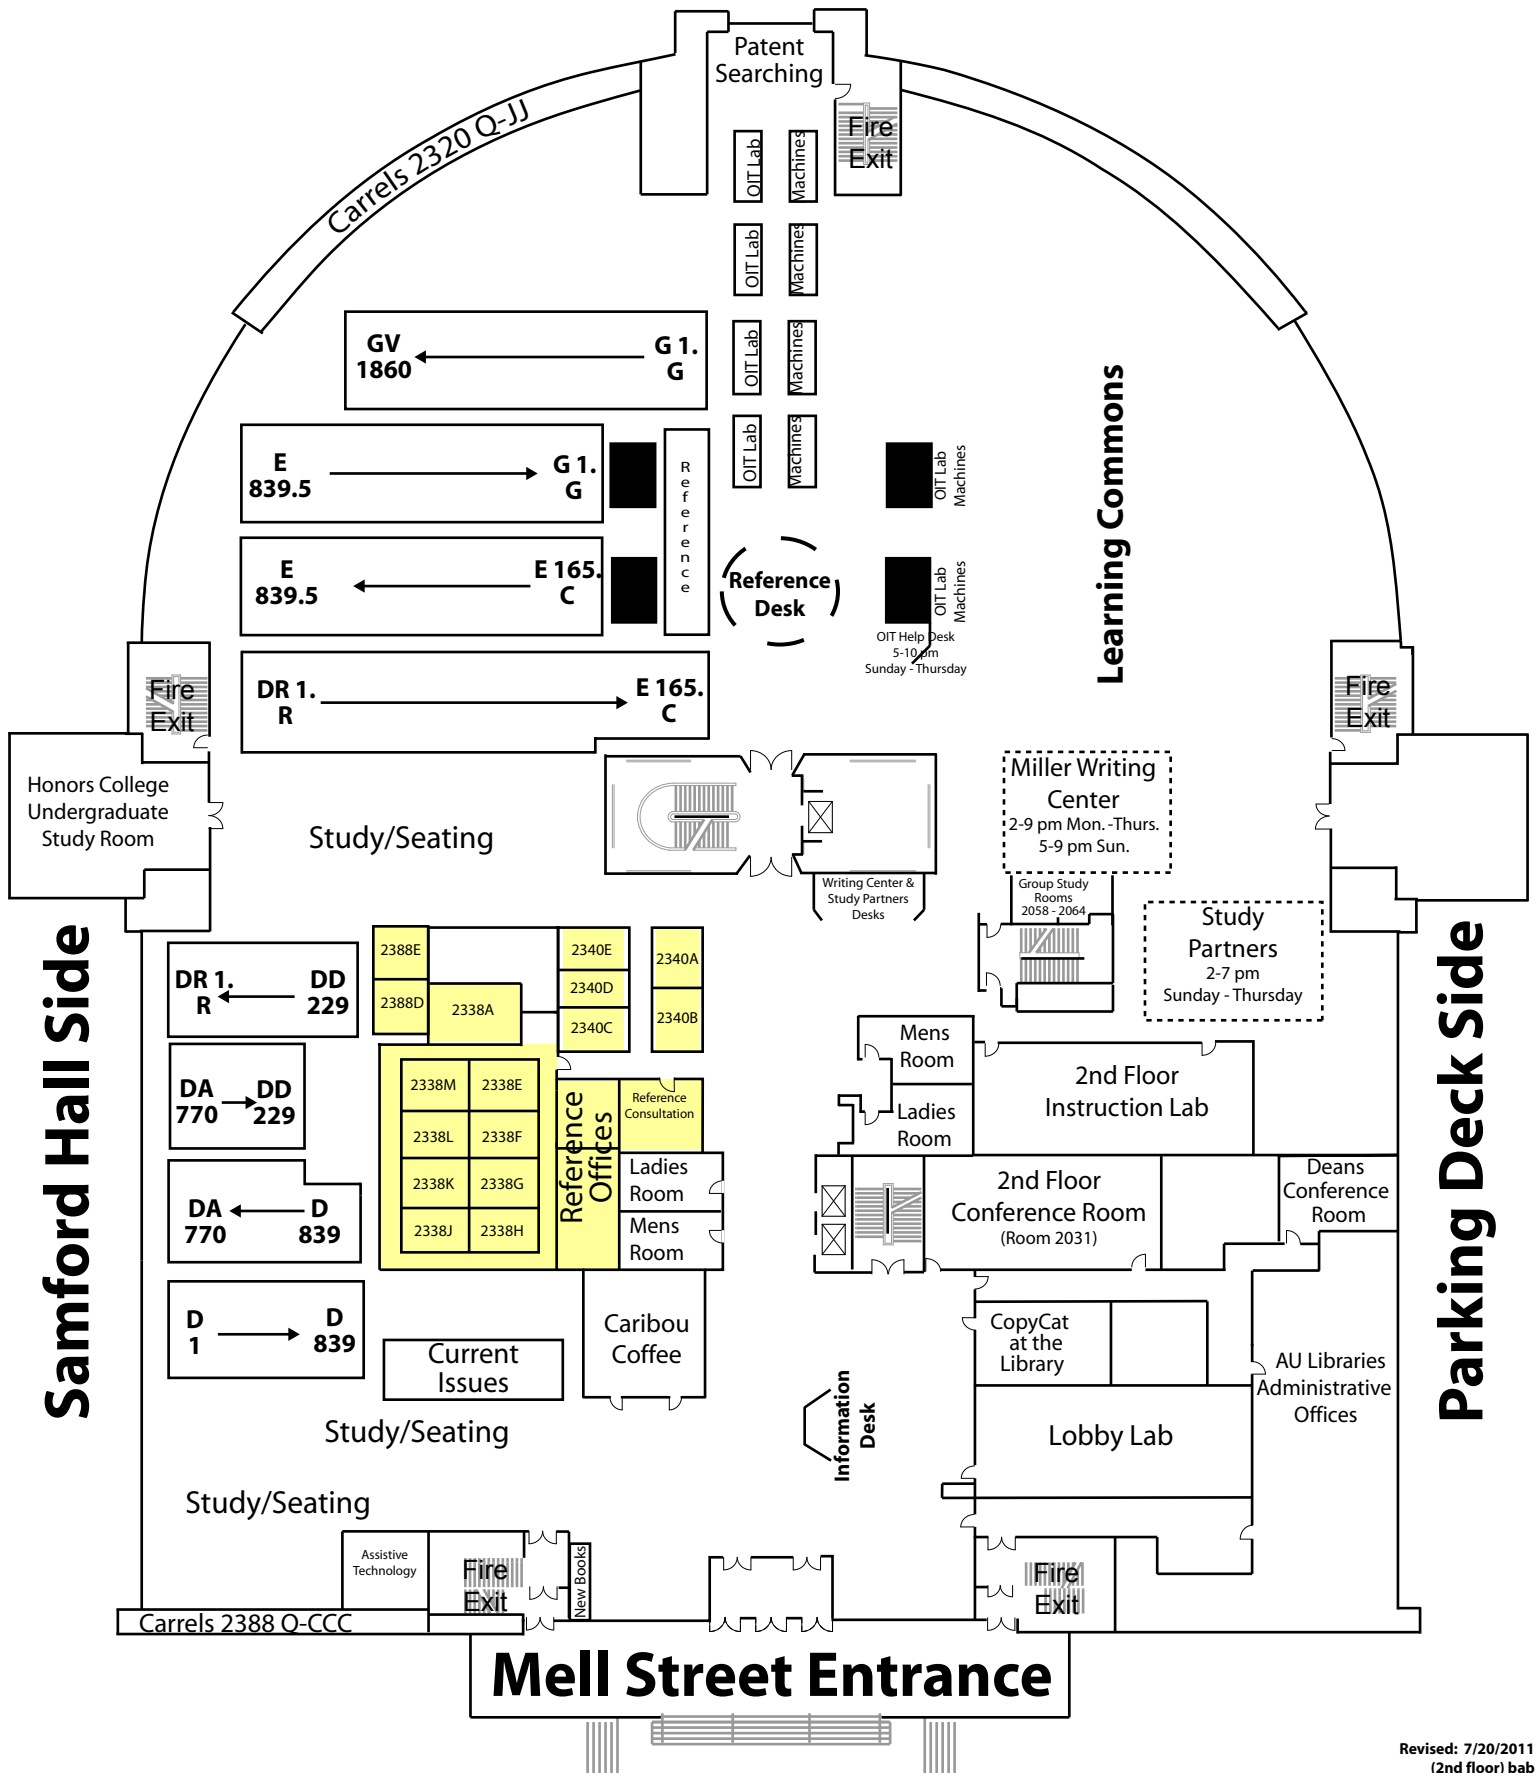 Patent
Searching
Fire
Exit
Carrels 2320 Q-JJ
OIT Lab
Machines
OIT Lab
Machines
OIT Lab
Machines
OIT Lab
Machines
GV
1860
G 1.
G
E
839.5
G 1.
G
Reference
OIT Lab
Machines
Learning Commons
E
839.5
E 165.
C
Reference
Desk
OIT Lab
Machines
OIT Help Desk
5-10 pm
Sunday - Thursday
DR 1.
R
E 165.
C
Fire
Exit
Fire
Exit
Honors College
Undergraduate
Study Room
Study/Seating
Miller Writing
Center
2-9 pm Mon. -Thurs.
5-9 pm Sun.
Writing Center &
Study Partners
Desks
Group Study
Rooms
2058 - 2064
Study
Partners
2-7 pm
Sunday - Thursday
Samford Hall Side
Parking Deck Side
DR 1.
R
DD
229
2388E
2388D
2338A
2340E
2340D
2340C
2340A
2340B
DA
770
DD
229
2338M
2338E
2338L
2338F
2338K
2338G
2338J
2338H
Reference
Offices
Reference
Consultation
Ladies
Room
Mens
Room
Mens
Room
Ladies
Room
2nd Floor
Instruction Lab
DA
770
D
839
2nd Floor
Conference Room
(Room 2031)
Deans
Conference
Room
D
1
D
839
Current
Issues
Caribou
Coffee
CopyCat
at the
Library
AU Libraries
Administrative
Offices
Information
Desk
Lobby Lab
Study/Seating
Study/Seating
Assistive
Technology
Fire
Exit
New Books
Fire
Exit
Carrels 2388 Q-CCC
Mell Street Entrance
Revised: 7/20/2011
(2nd floor) bab